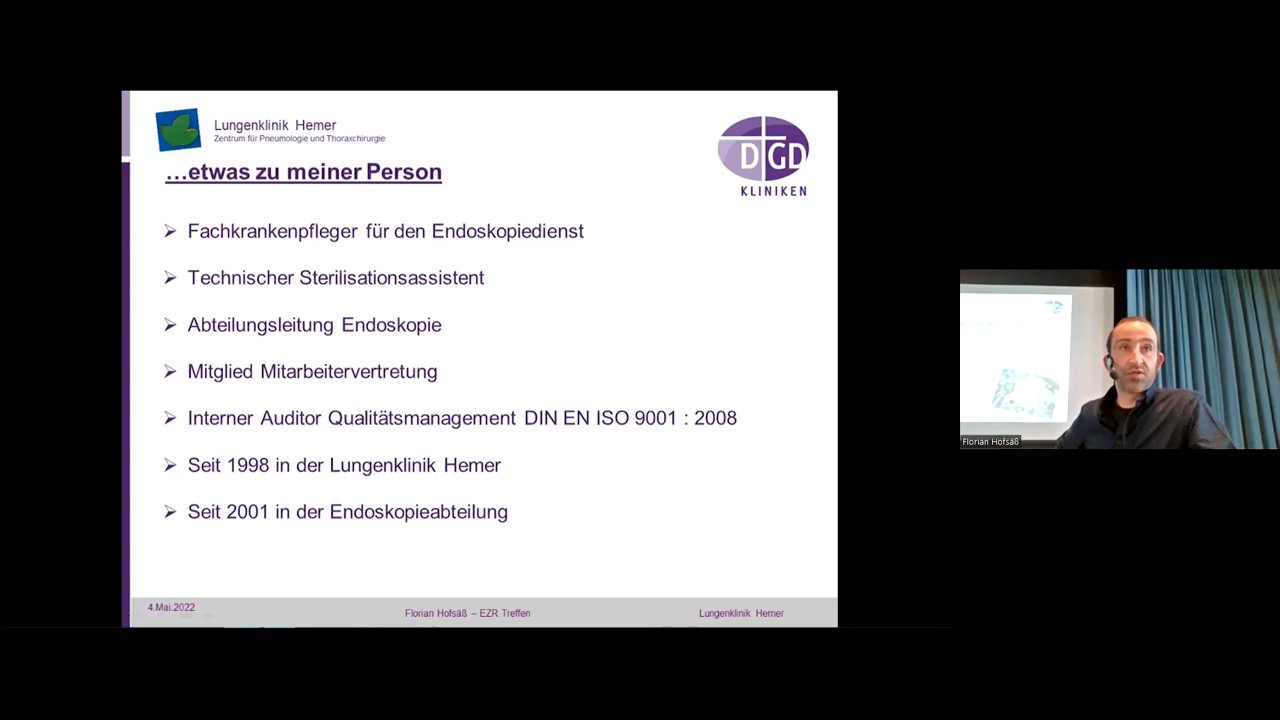 Lungenklinik Hemer
Zentrum für Pneumologie und Thoraxchirurgie
DGD
KLINIKEN
...etwas zu meiner Person
Fachkrankenpfleger für den Endoskopiedienst
Technischer Sterilisationsassistent
Abteilungsleitung Endoskopie
Mitglied Mitarbeitervertretung
Interner Auditor Qualitätsmanagement DIN EN ISO 9001 : 2008
Seit 1998 in der Lungenklinik Hemer
Seit 2001 in der Endoskopieabteilung
4.Mai.2022
Florian Hofsäß – EZR Treffen
Lungenklinik Hemer
Florian Hofsäß